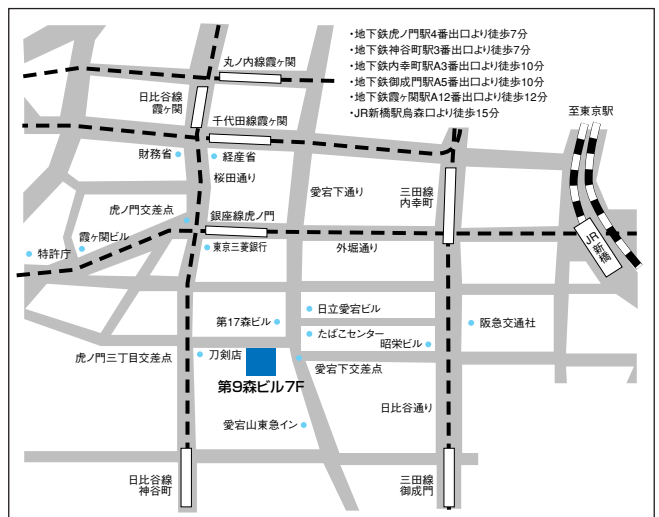 ・地下鉄虎ノ門駅4番出口より徒歩7分
・地下鉄神谷町駅3番出口より徒歩7分
・地下鉄内幸町駅A3番出口より徒歩10分
・地下鉄御成門駅A5番出口より徒歩10分
・地下鉄霞ヶ関駅A12番出口より徒歩12分
・JR新橋駅烏森口より徒歩15分
丸ノ内線霞ヶ関
日比谷線
霞ヶ関
千代田線霞ヶ関
至東京駅
財務省
経産省
桜田通り
愛宕下通り
三田線
内幸町
虎ノ門交差点
銀座線虎ノ門
霞ヶ関ビル
特許庁
東京三菱銀行
外堀通り
JR新橋
日立愛宕ビル
第17森ビル
たばこセンター
阪急交通社
昭栄ビル
虎ノ門三丁目交差点
刀剣店
愛宕下交差点
第9森ビル7F
日比谷通り
愛宕山東急イン
日比谷線
神谷町
三田線
御成門